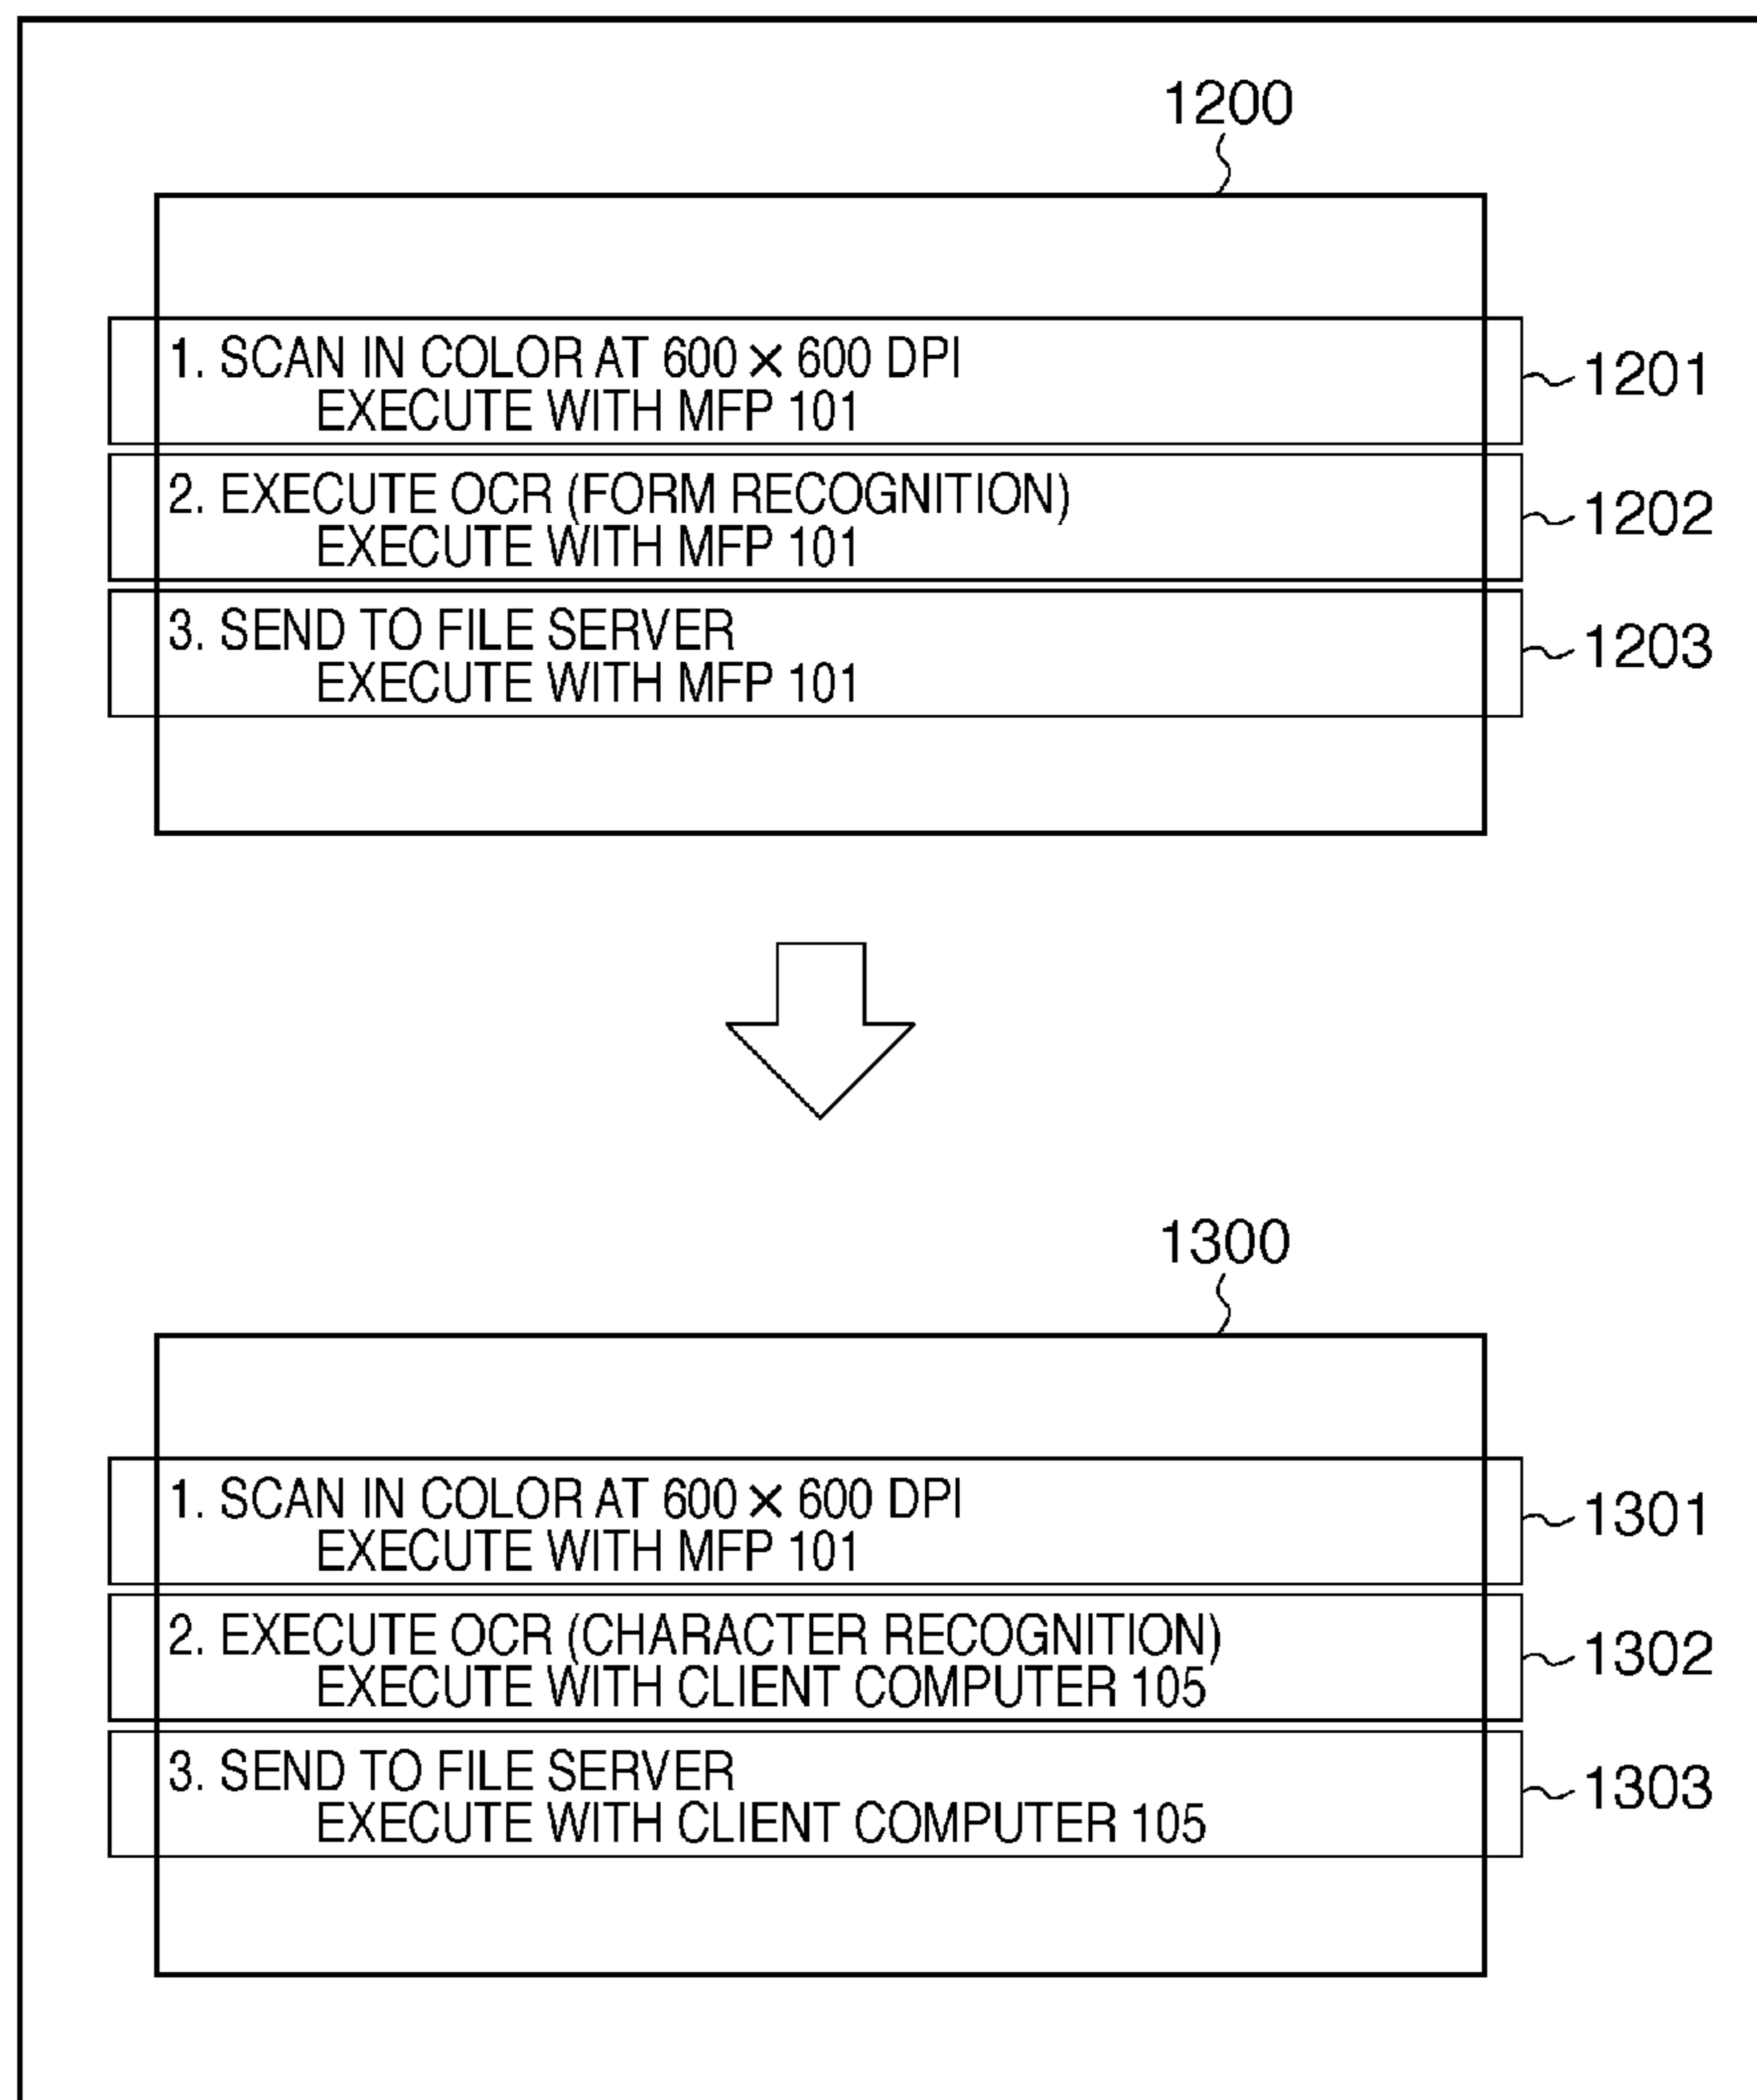 1200
1. SCAN IN COLOR AT 600 × 600 DPI
EXECUTE WITH MFP 101
1201
2. EXECUTE OCR (FORM RECOGNITION)
EXECUTE WITH MFP 101
1202
3. SEND TO FILE SERVER
EXECUTE WITH MFP 101
1203
1300
1. SCAN IN COLOR AT 600 × 600 DPI
EXECUTE WITH MFP 101
1301
2. EXECUTE OCR (CHARACTER RECOGNITION)
EXECUTE WITH CLIENT COMPUTER 105
1302
3. SEND TO FILE SERVER
EXECUTE WITH CLIENT COMPUTER 105
1303